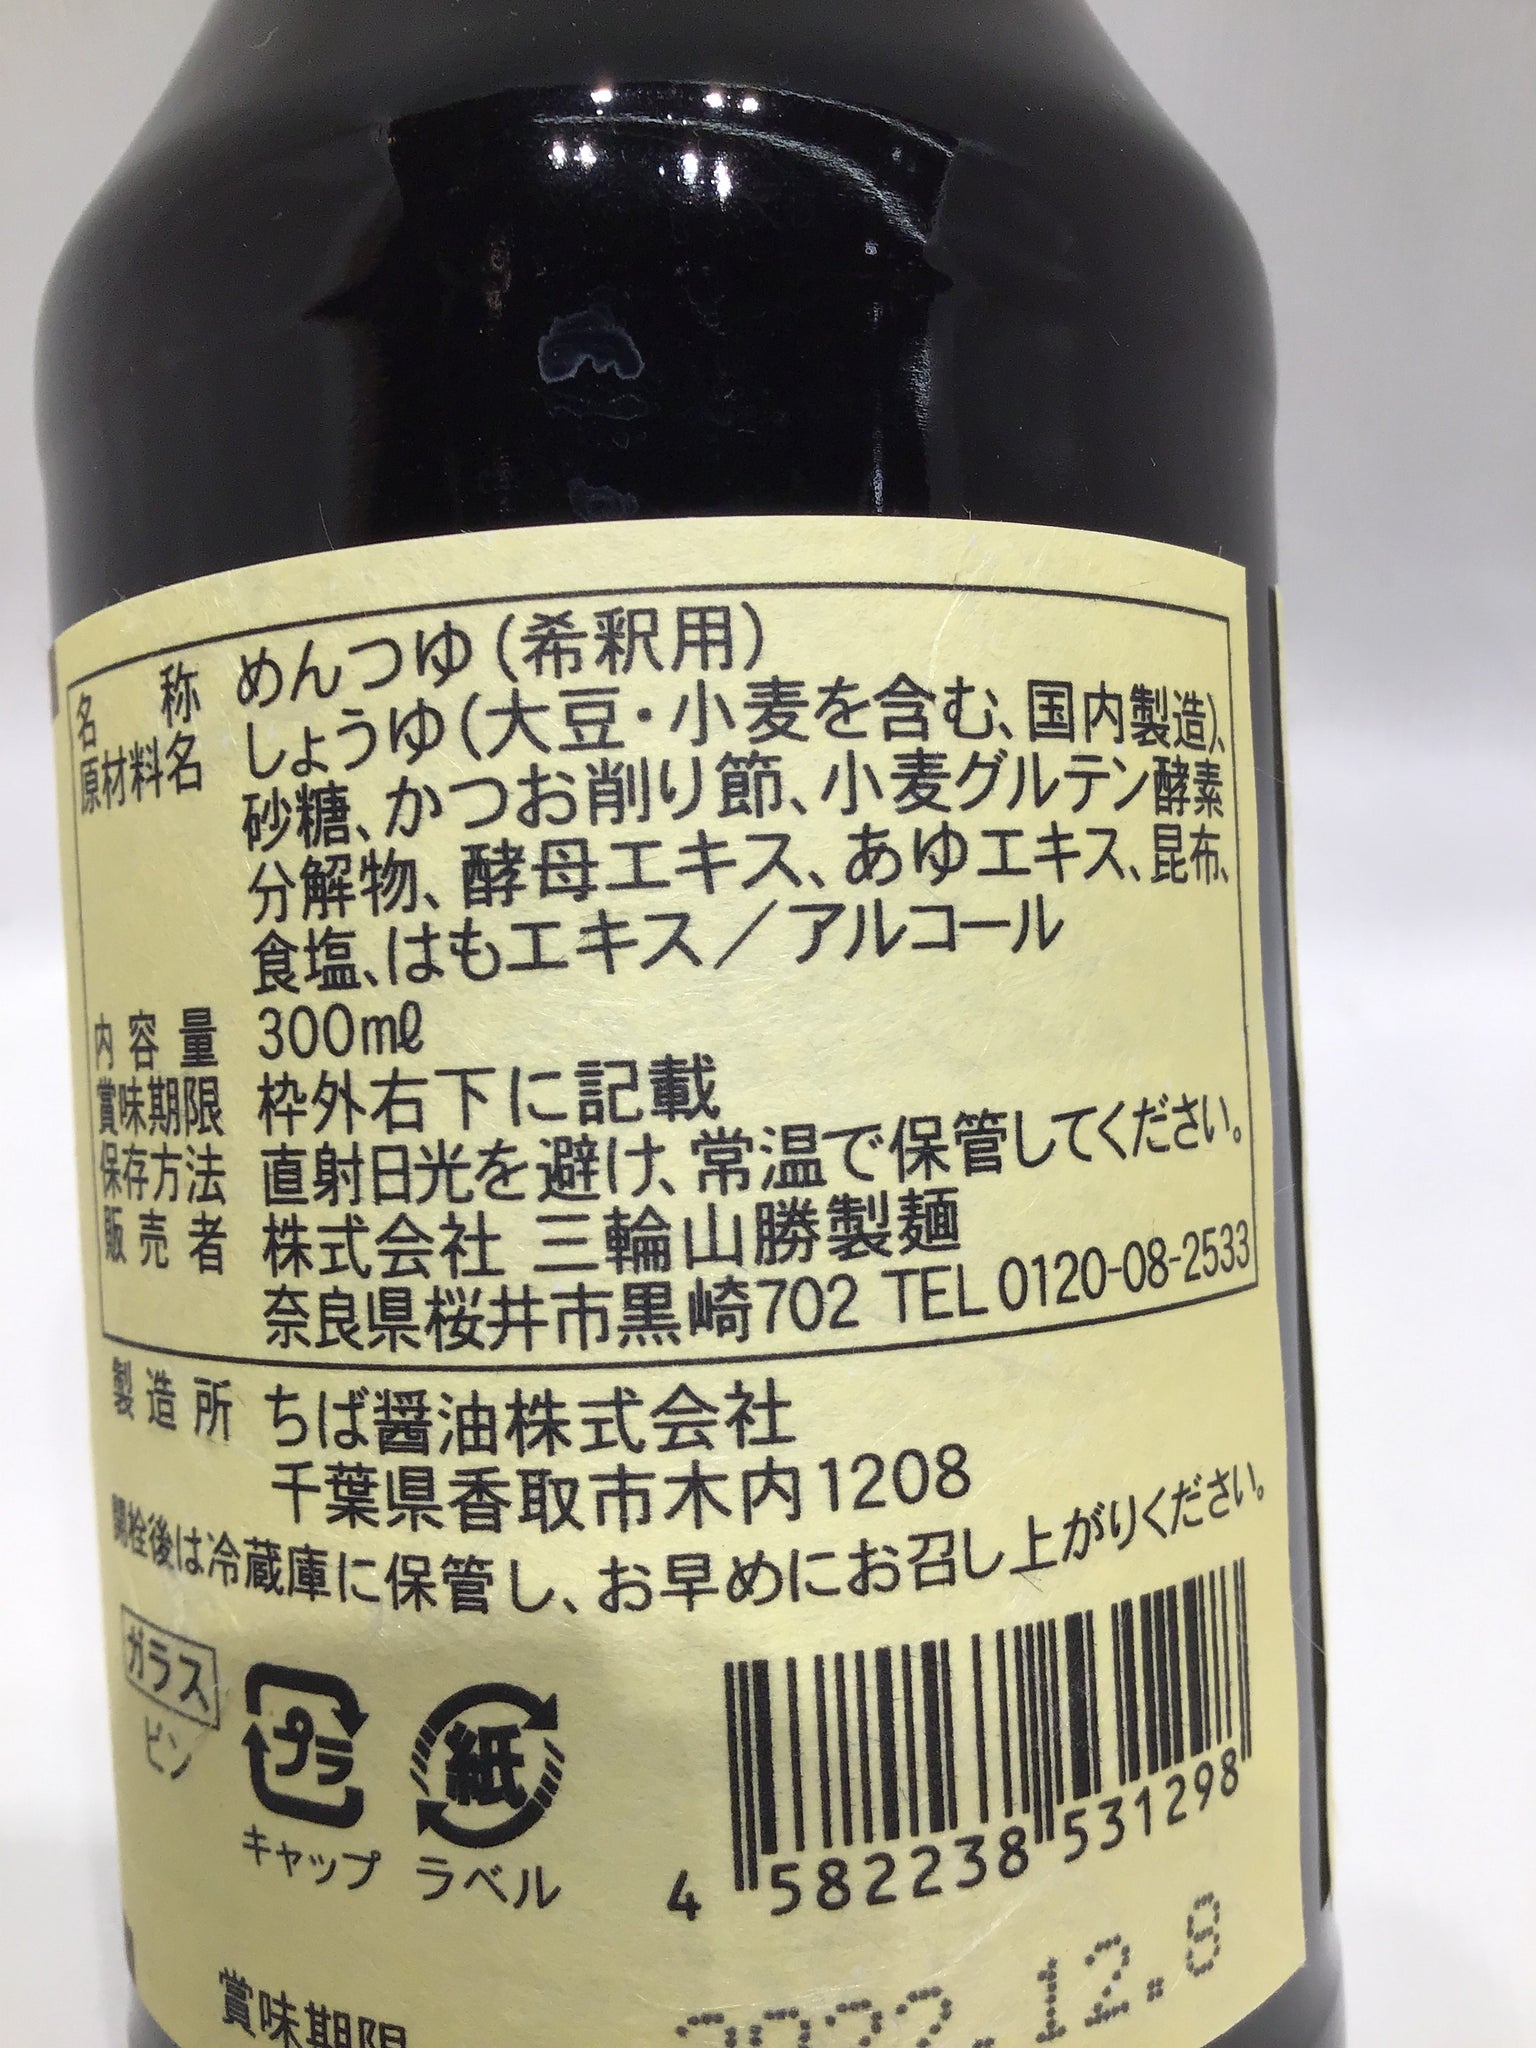 名称 めんつゆ(希釈用)
原材料名 しょうゆ(大豆・小麦を含む、国内製造)、
砂糖、かつお削り節、小麦グルテン酵素
分解物、酵母エキス、あゆエキス、昆布、
食塩、はもエキス/アルコール
内容量 300mℓ
賞味期限 枠外右下に記載
保存方法 直射日光を避け、常温で保管してください。
販売者 株式会社 三輪山勝製麺
奈良県桜井市黒崎702 TEL 0120-08-2533
製造所 ちば醤油株式会社
千葉県香取市木内1208
開栓後は冷蔵庫に保管し、お早めにお召し上がりください。
ガラス
ビン
プラ
キャップ
紙
ラベル
4 582238 531298
賞味期限 2022.12.8